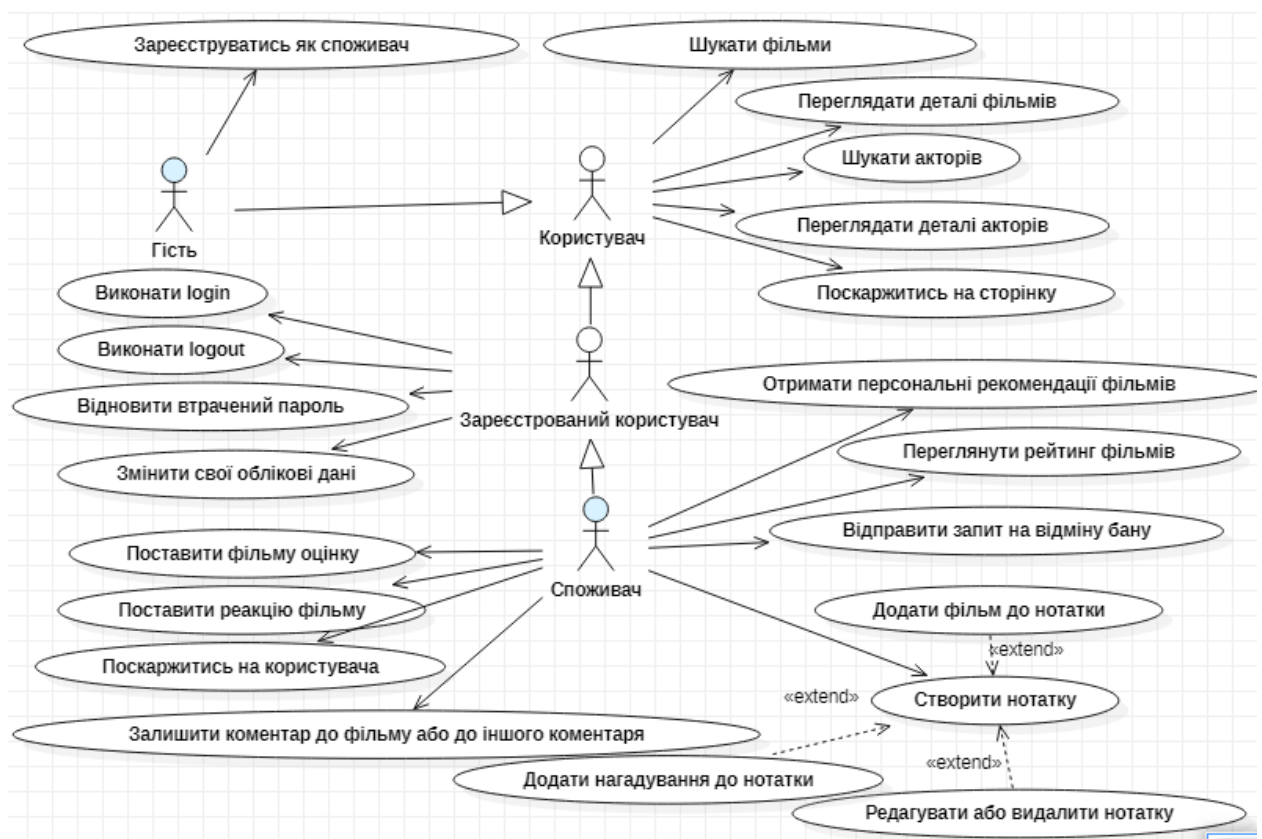 Зареєструватись як споживач
Шукати фільми
Переглядати деталі фільмів
Шукати акторів
Переглядати деталі акторів
Користувач
Гість
Виконати login
Поскаржитись на сторінку
Виконати logout
Отримати персональні рекомендації фільмів
Відновити втрачений пароль
Зареєстрований користувач
Переглянути рейтинг фільмів
Змінити свої облікові дані
Відправити запит на відміну бану
Поставити фільму оцінку
Споживач
Поставити реакцію фільму
Додати фільм до нотатки
«extend»
Поскаржитись на користувача
«extend»
Створити нотатку
Залишити коментар до фільму або до іншого коментаря
«extend»
Додати нагадування до нотатки
Редагувати або видалити нотатку